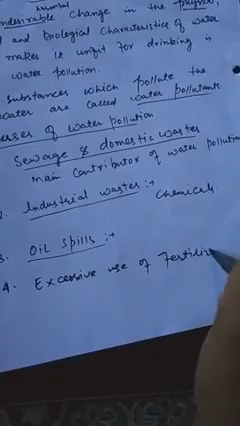 normal
undesirable change in the physical,
l and biological characteristics of water
makes it unfit for drinking is
water pollution.
substances which pollute the
water are called water pollutants
of water pollution
Sewage & domestic wastes
main contributor of water pollution
2. Industrial wastes :→ Chemicals.
3. Oil spills :→
4. Excessive use of Fertiliz